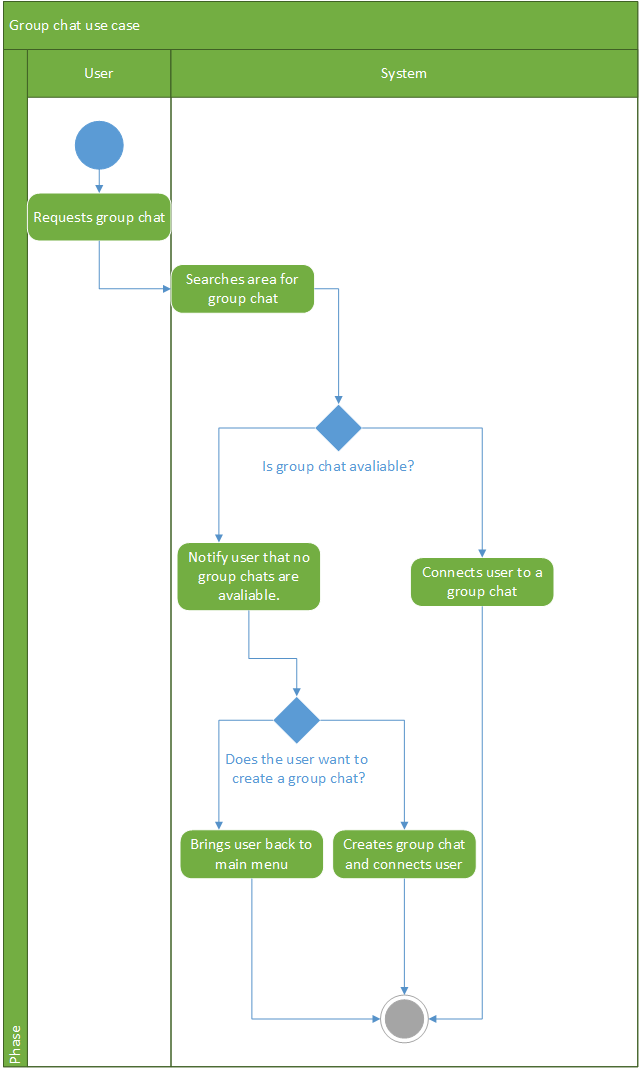 Group chat use case
User
System
Requests group chat
Searches area for
group chat
Is group chat avaliable?
Notify user that no
group chats are
avaliable.
Connects user to a
group chat
Does the user want to
create a group chat?
Brings user back to
main menu
Creates group chat
and connects user
Phase